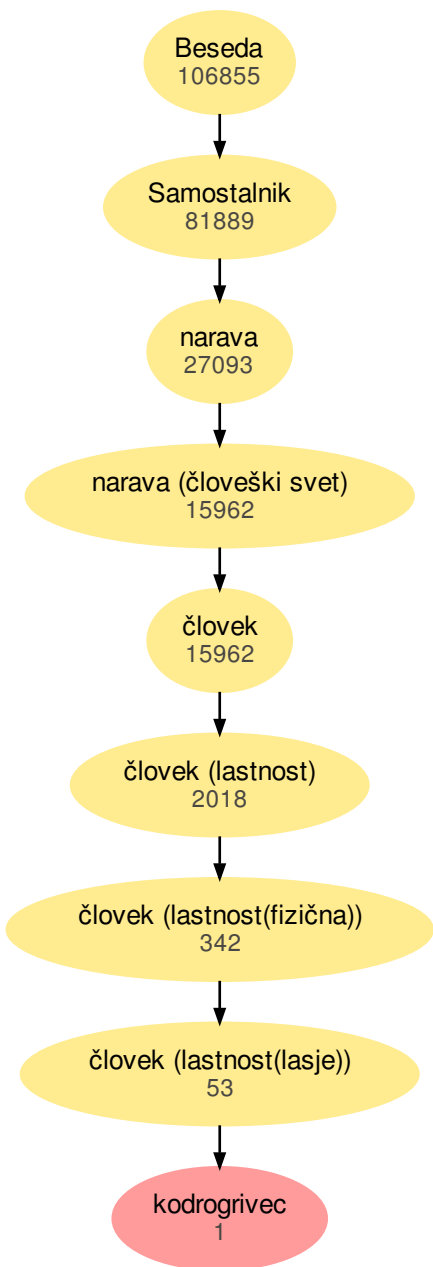 Beseda
106855
Samostalnik
81889
narava
27093
narava (človeški svet)
15962
človek
15962
človek (lastnost)
2018
človek (lastnost(fizična))
342
človek (lastnost(lasje))
53
kodrogrivec
1